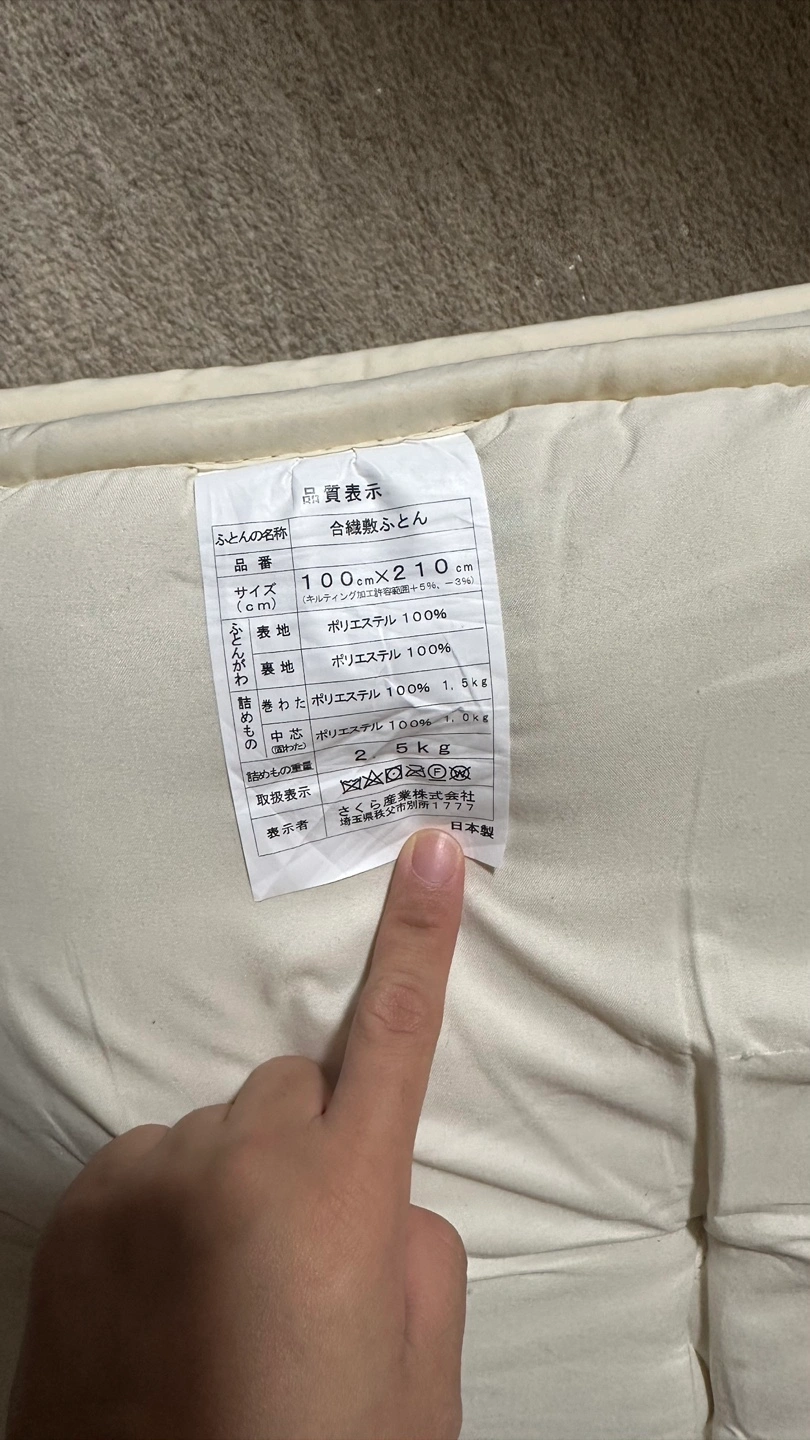 品質表示
ふとんの名称 合繊敷ふとん
品番
サイズ(cm) 100cm×210cm
(キルティング加工許容範囲+5%、-3%)
ふとんがわ 表地 ポリエステル 100%
裏地 ポリエステル 100%
詰めもの 巻わた ポリエステル 100% 1.5kg
中芯(固わた) ポリエステル 100% 1.0kg
詰めもの重量 2.5kg
取扱表示 F W
表示者 さくら産業株式会社
埼玉県秩父市別所1777
日本製